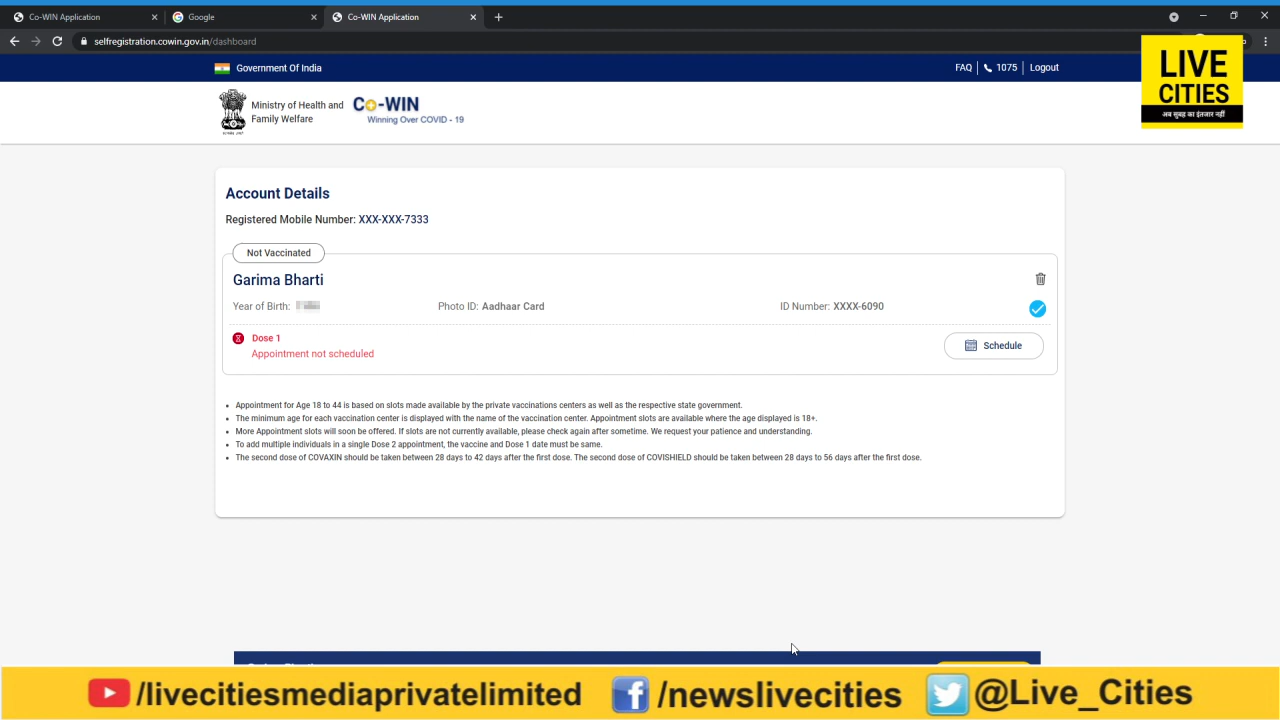 Co-WIN Application
Google
Co-WIN Application
selfregistration.cowin.gov.in/dashboard
Government Of India
FAQ
1075
Logout
LIVE
CITIES
अब सुबह का इंतजार नहीं
Ministry of Health and
Family Welfare
Co-WIN
Winning Over COVID - 19
Account Details
Registered Mobile Number: XXX-XXX-7333
Not Vaccinated
Garima Bharti
Year of Birth:
Photo ID: Aadhaar Card
ID Number: XXXX-6090
Dose 1
Appointment not scheduled
Schedule
• Appointment for Age 18 to 44 is based on slots made available by the private vaccinations centers as well as the respective state government.
• The minimum age for each vaccination center is displayed with the name of the vaccination center. Appointment slots are available where the age displayed is 18+.
• More Appointment slots will soon be offered. If slots are not currently available, please check again after sometime. We request your patience and understanding.
• To add multiple individuals in a single Dose 2 appointment, the vaccine and Dose 1 date must be same.
• The second dose of COVAXIN should be taken between 28 days to 42 days after the first dose. The second dose of COVISHIELD should be taken between 28 days to 56 days after the first dose.
/livecitiesmediaprivatelimited
/newslivecities
@Live_Cities